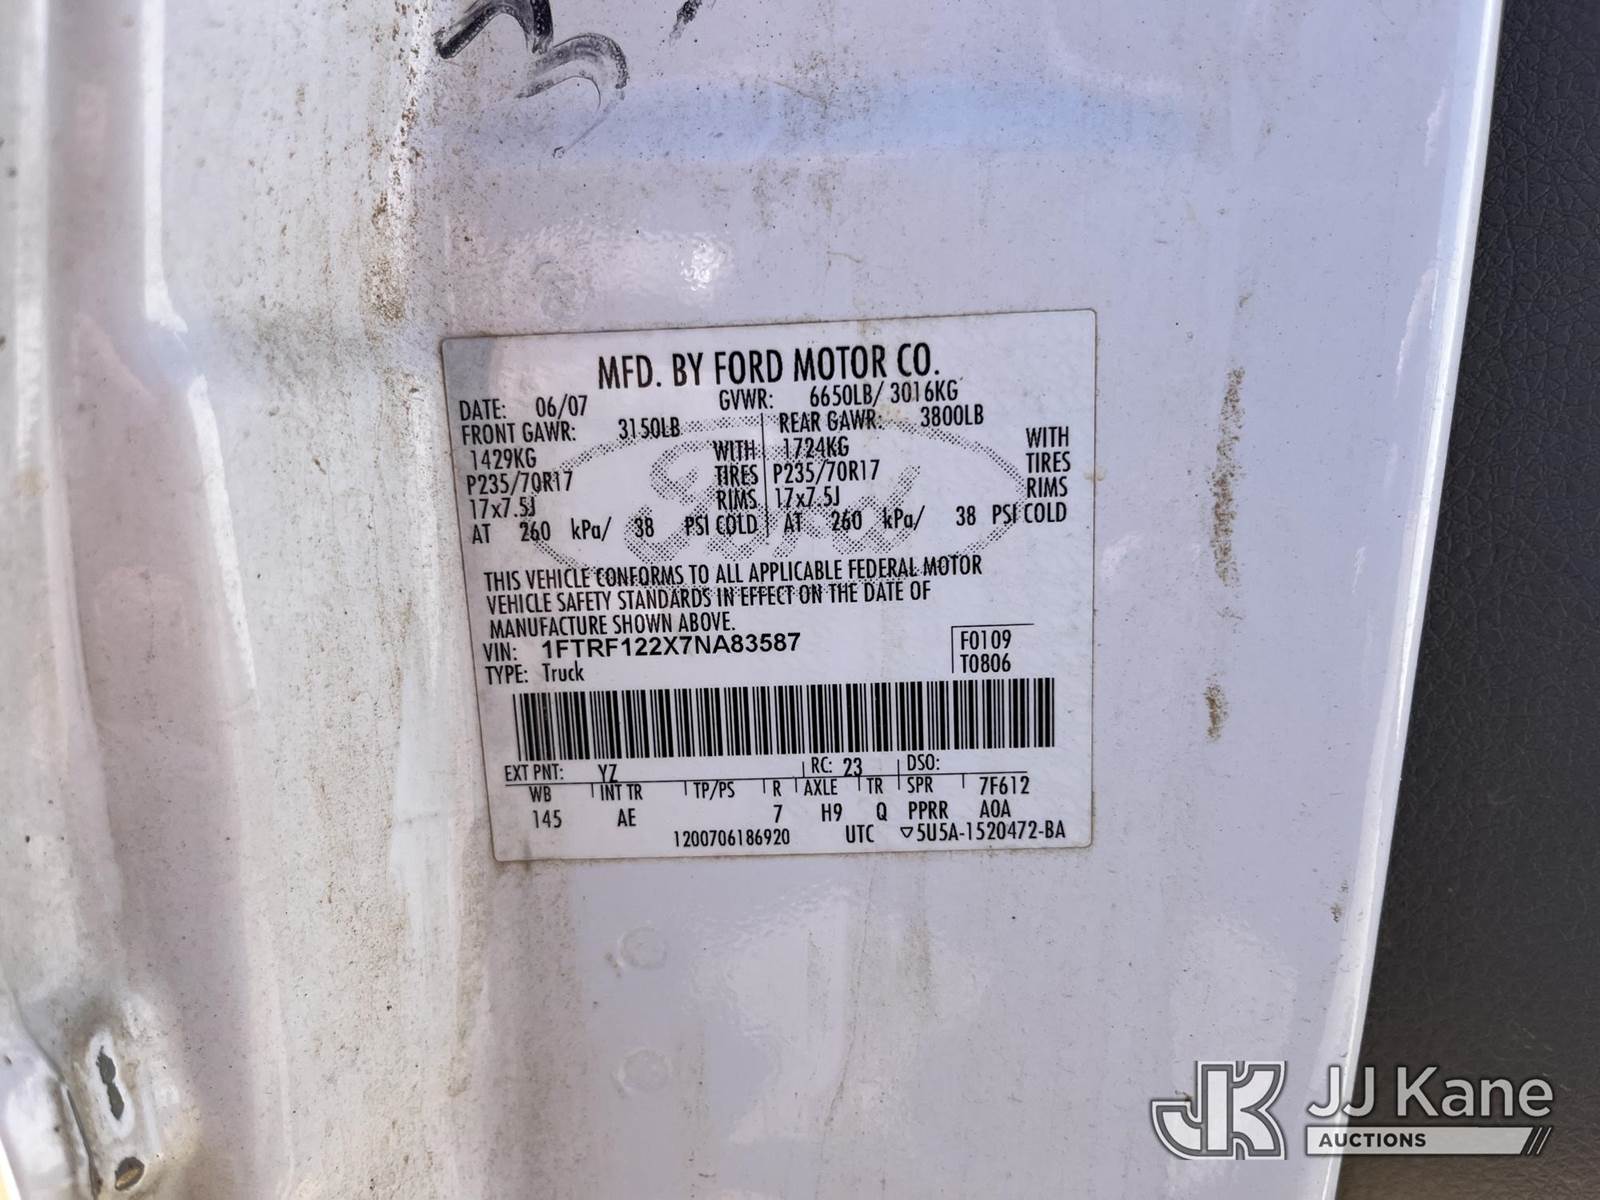 3
MFD. BY FORD MOTOR CO.
DATE: 06/07 GVWR: 6650LB/ 3016KG
FRONT GAWR: 3150LB REAR GAWR: 3800LB
1429KG WITH 1724KG WITH
P235/70R17 TIRES P235/70R17 TIRES
17x7.5J RIMS 17x7.5J RIMS
AT 260 kPa/ 38 PSI COLD AT 260 kPa/ 38 PSI COLD
Ford
THIS VEHICLE CONFORMS TO ALL APPLICABLE FEDERAL MOTOR
VEHICLE SAFETY STANDARDS IN EFFECT ON THE DATE OF
MANUFACTURE SHOWN ABOVE.
VIN: 1FTRF122X7NA83587 F0109
TYPE: Truck T0806
EXT PNT: YZ RC: 23 DSO:
WB INT TR TP/PS R AXLE TR SPR 7F612
145 AE 7 H9 Q PPRR A0A
1200706186920 UTC ▽5U5A-1520472-BA
JK JJ Kane
AUCTIONS